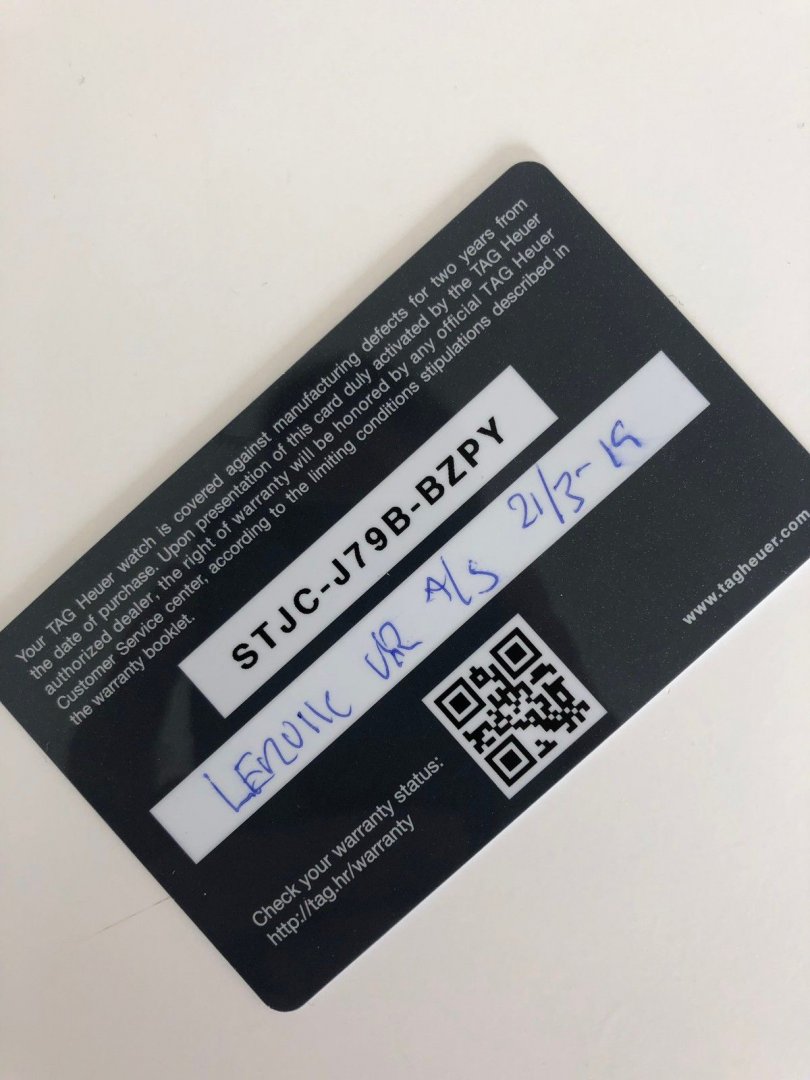 Your TAG Heuer watch is covered against manufacturing defects for two years from
the date of purchase. Upon presentation of this card duly activated by the TAG Heuer
authorized dealer, the right of warranty will be honored by any official TAG Heuer
Customer Service center, according to the limiting conditions stipulations described in
the warranty booklet.
STJC-J79B-BZPY
UR A/S 21/3-19
www.tagheuer.com
Check your warranty status:
http://tag.hr/warranty